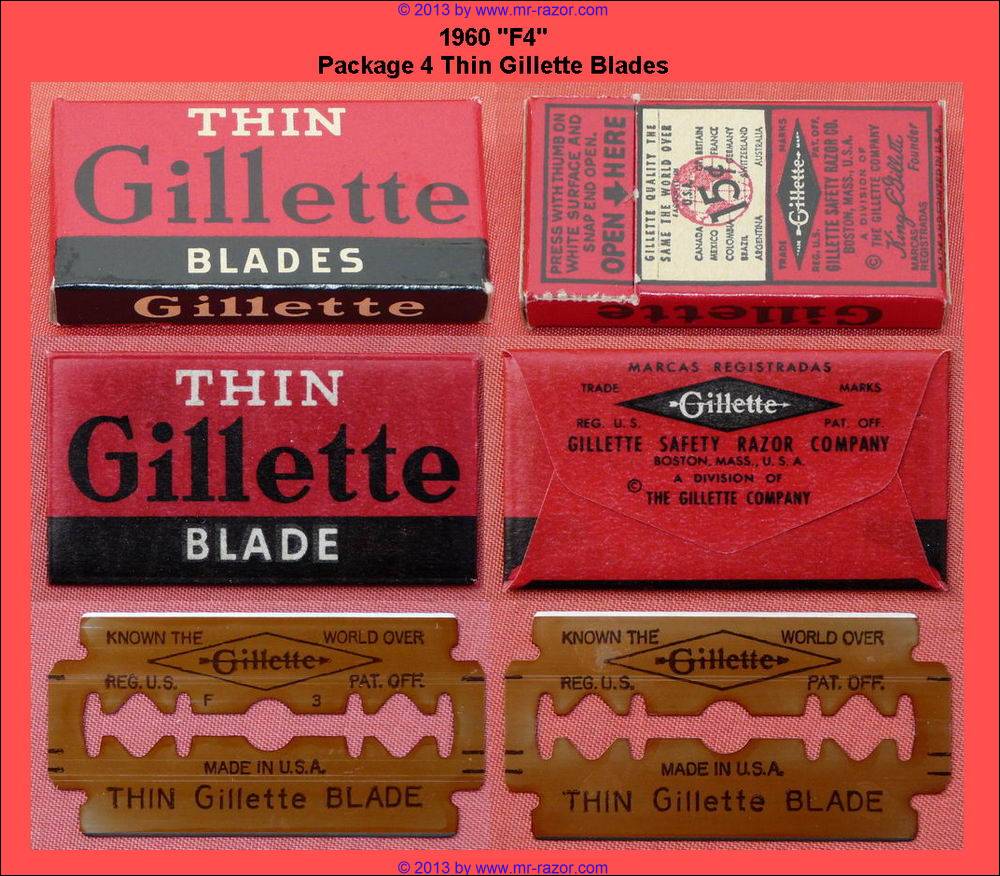 © 2013 by www.mr-razor.com
1960 "F4"
Package 4 Thin Gillette Blades
THIN
Gillette
BLADES
Gillette
PRESS WITH THUMB ON
WHITE SURFACE AND
SNAP END OPEN.
OPEN HERE
GILLETTE QUALITY THE
SAME THE WORLD OVER
U.S.A.
CANADA BRITAIN
MEXICO FRANCE
COLOMBIA GERMANY
BRAZIL SWITZERLAND
ARGENTINA AUSTRALIA
15¢
TRADE MARKS
Gillette
REG. U.S. PAT. OFF.
GILLETTE SAFETY RAZOR CO.
BOSTON, MASS., U.S.A.
A DIVISION OF
© THE GILLETTE COMPANY
King C Gillette
Founder
MARCAS
REGISTRADAS
Gillette
THIN
Gillette
BLADE
MARCAS REGISTRADAS
TRADE MARKS
Gillette
REG. U.S. PAT. OFF.
GILLETTE SAFETY RAZOR COMPANY
BOSTON, MASS., U.S.A.
A DIVISION OF
© THE GILLETTE COMPANY
KNOWN THE WORLD OVER
Gillette
REG. U.S. PAT. OFF.
F 3
MADE IN U.S.A.
THIN Gillette BLADE
KNOWN THE WORLD OVER
Gillette
REG. U.S. PAT. OFF.
MADE IN U.S.A.
THIN Gillette BLADE
© 2013 by www.mr-razor.com